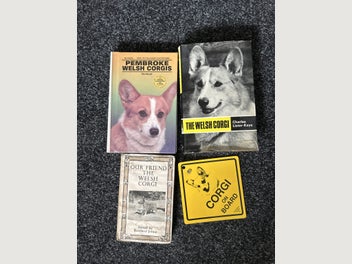 PEMBROKE
WELSH CORGIS
THE WELSH CORGI
Charles
Lister-Kaye
OUR FRIEND
THE
WELSH
CORGI
CORGI
ON
BOARD